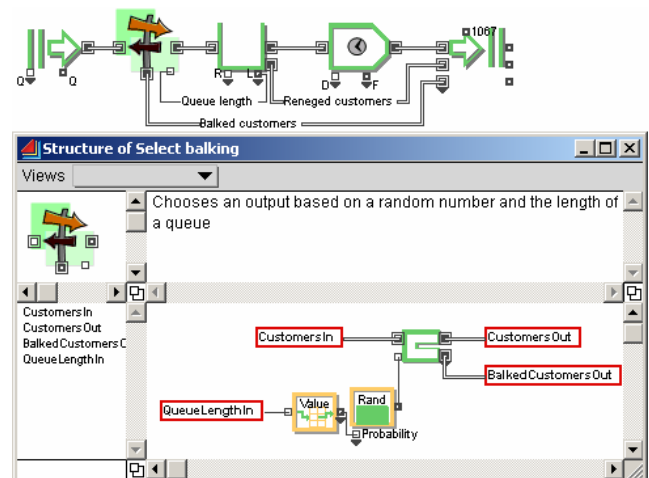 1067
Q
Q
R
L
D
F
Queue length
Reneged customers
Balked customers
Structure of Select balking
Views
Chooses an output based on a random number and the length of
a queue
CustomersIn
CustomersOut
BalkedCustomersC
QueueLengthIn
CustomersIn
CustomersOut
BalkedCustomersOut
QueueLengthIn
Value
Rand
Probability